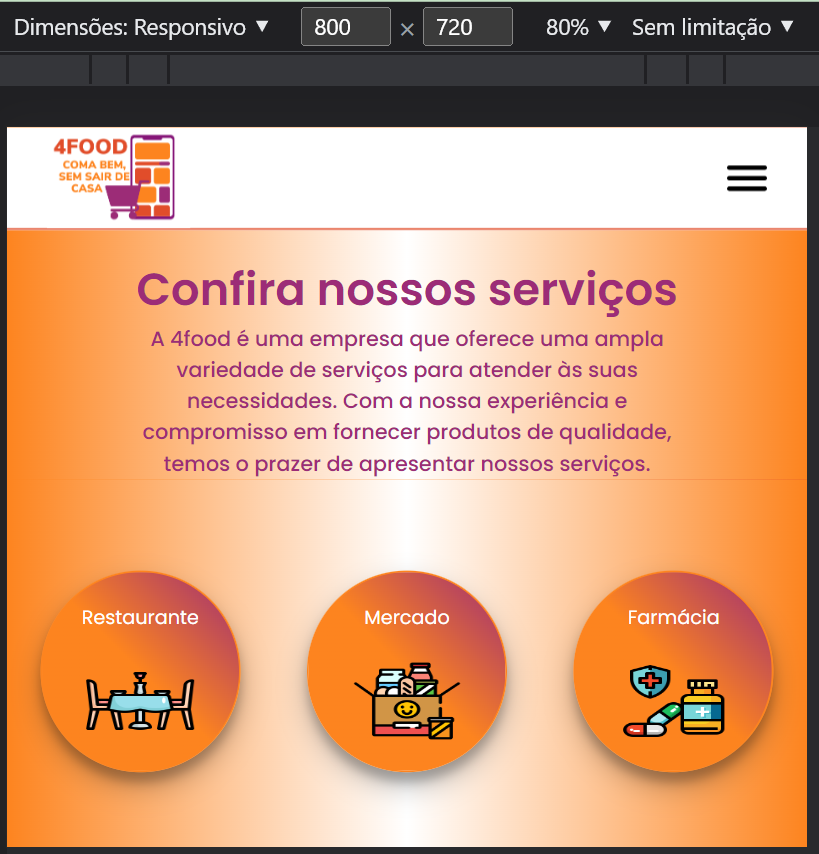 Dimensões: Responsivo ▼ 800 × 720 80% ▼ Sem limitação ▼
4FOOD
COMA BEM,
SEM SAIR DE
CASA
Confira nossos serviços
A 4food é uma empresa que oferece uma ampla
variedade de serviços para atender às suas
necessidades. Com a nossa experiência e
compromisso em fornecer produtos de qualidade,
temos o prazer de apresentar nossos serviços.
Restaurante
Mercado
Farmácia